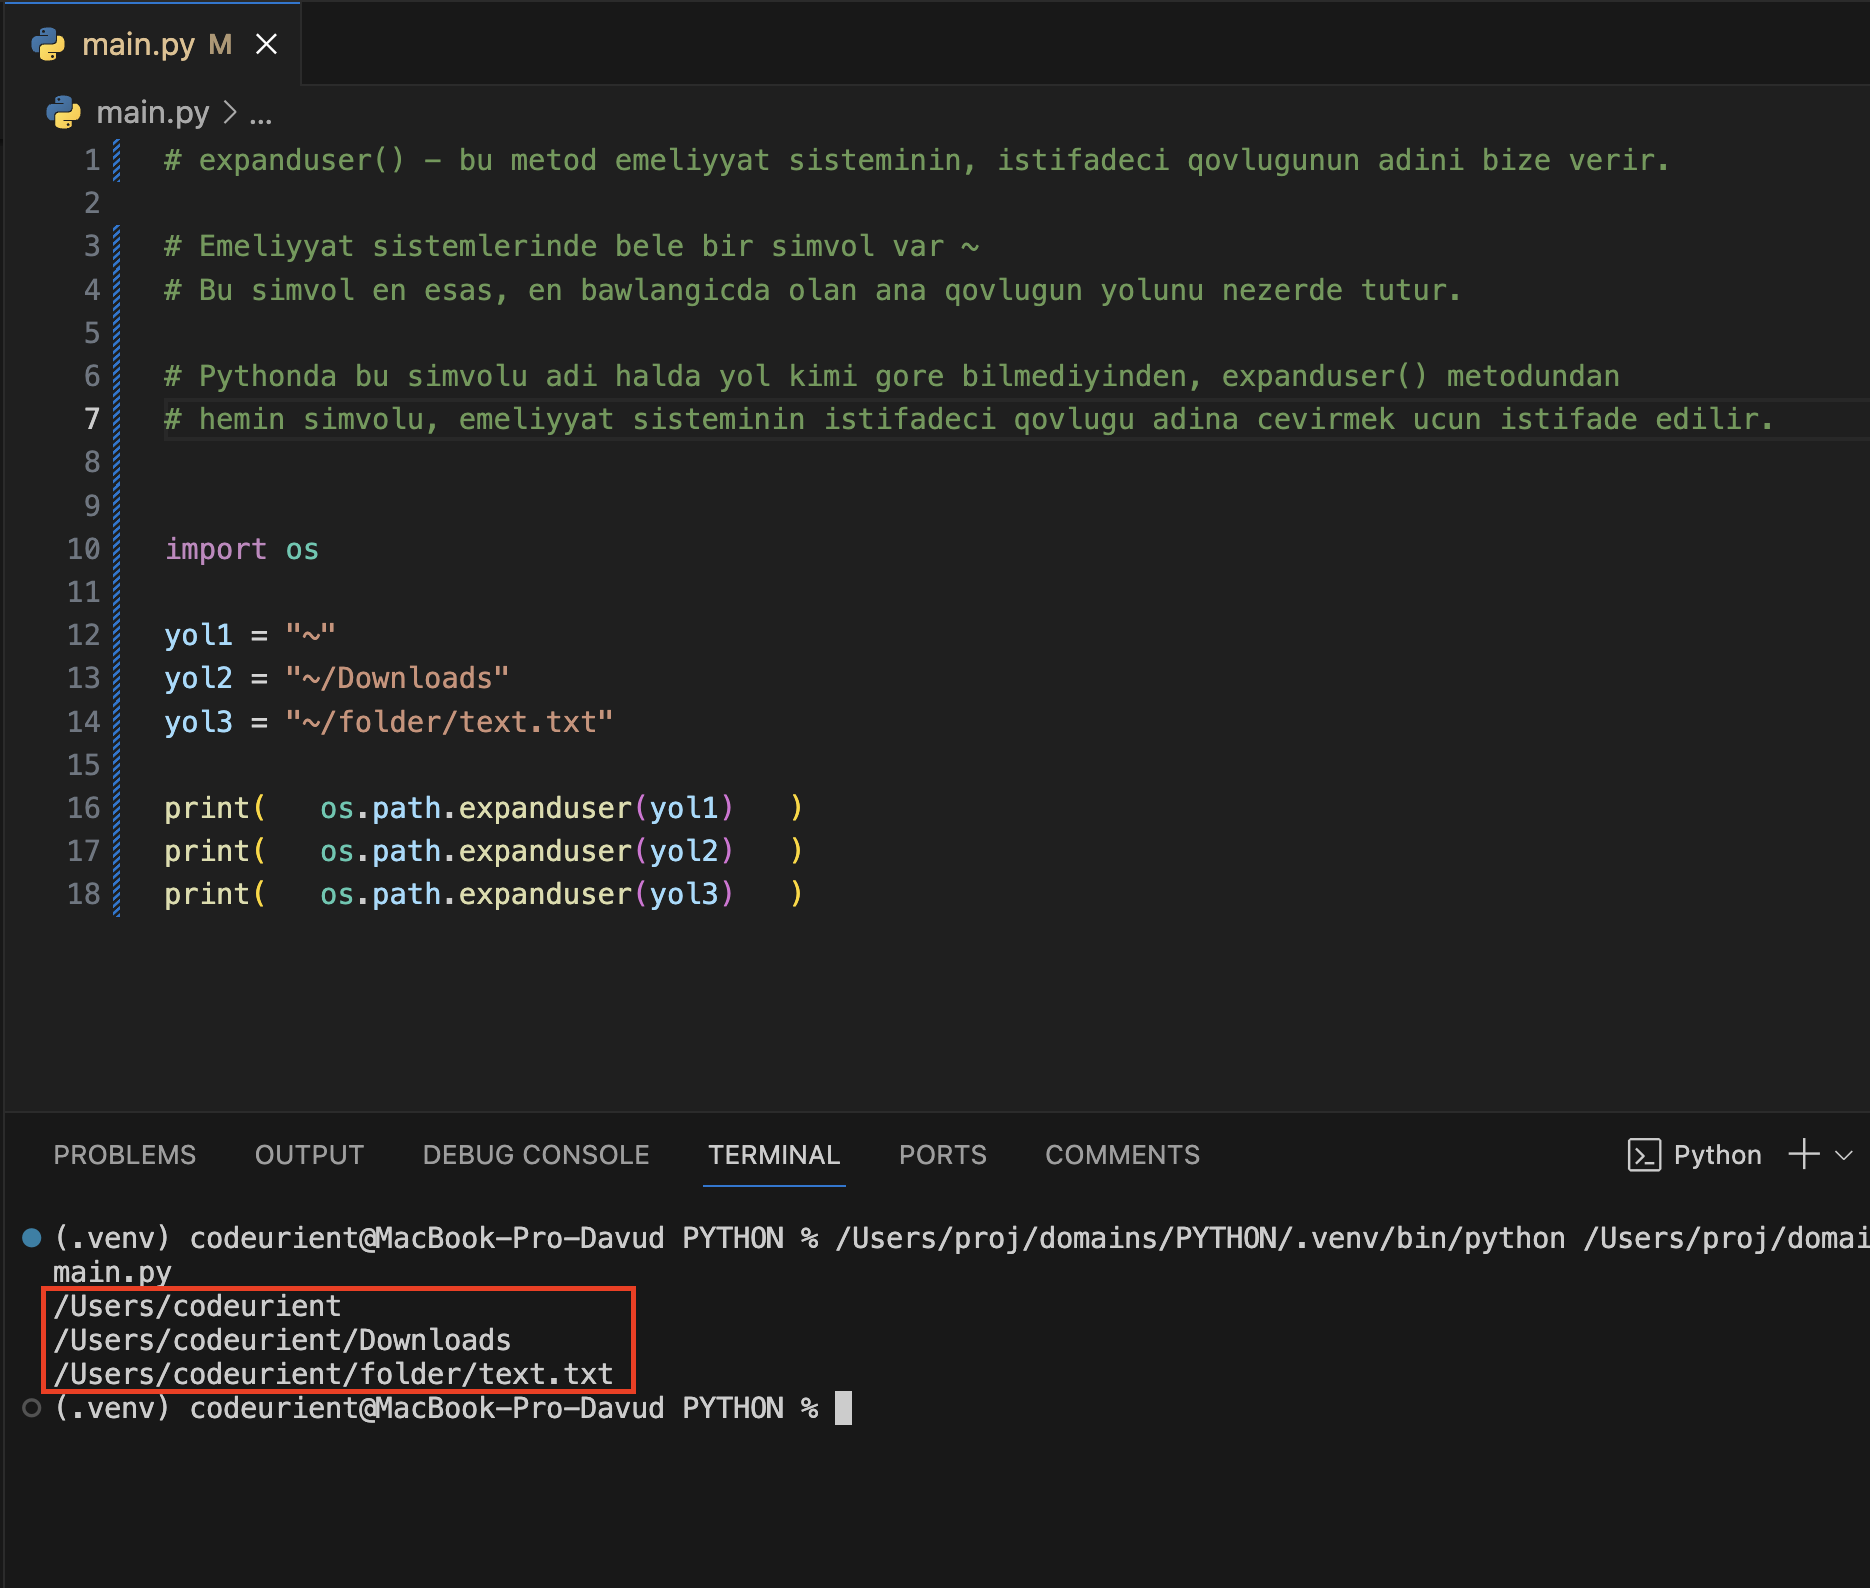 main.py M
main.py > ...
1 # expanduser() - bu metod emeliyyat sisteminin, istifadeci qovlugunun adini bize verir.
2
3 # Emeliyyat sistemlerinde bele bir simvol var ~
4 # Bu simvol en esas, en bawlangicda olan ana qovlugun yolunu nezerde tutur.
5
6 # Pythonda bu simvolu adi halda yol kimi gore bilmediyinden, expanduser() metodundan
7 # hemin simvolu, emeliyyat sisteminin istifadeci qovlugu adina cevirmek ucun istifade edilir.
8
9
10 import os
11
12 yol1 = "~"
13 yol2 = "~/Downloads"
14 yol3 = "~/folder/text.txt"
15
16 print(   os.path.expanduser(yol1)   )
17 print(   os.path.expanduser(yol2)   )
18 print(   os.path.expanduser(yol3)   )
PROBLEMS OUTPUT DEBUG CONSOLE TERMINAL PORTS COMMENTS Python
(.venv) codeurient@MacBook-Pro-Davud PYTHON % /Users/proj/domains/PYTHON/.venv/bin/python /Users/proj/domai
main.py
/Users/codeurient
/Users/codeurient/Downloads
/Users/codeurient/folder/text.txt
(.venv) codeurient@MacBook-Pro-Davud PYTHON %